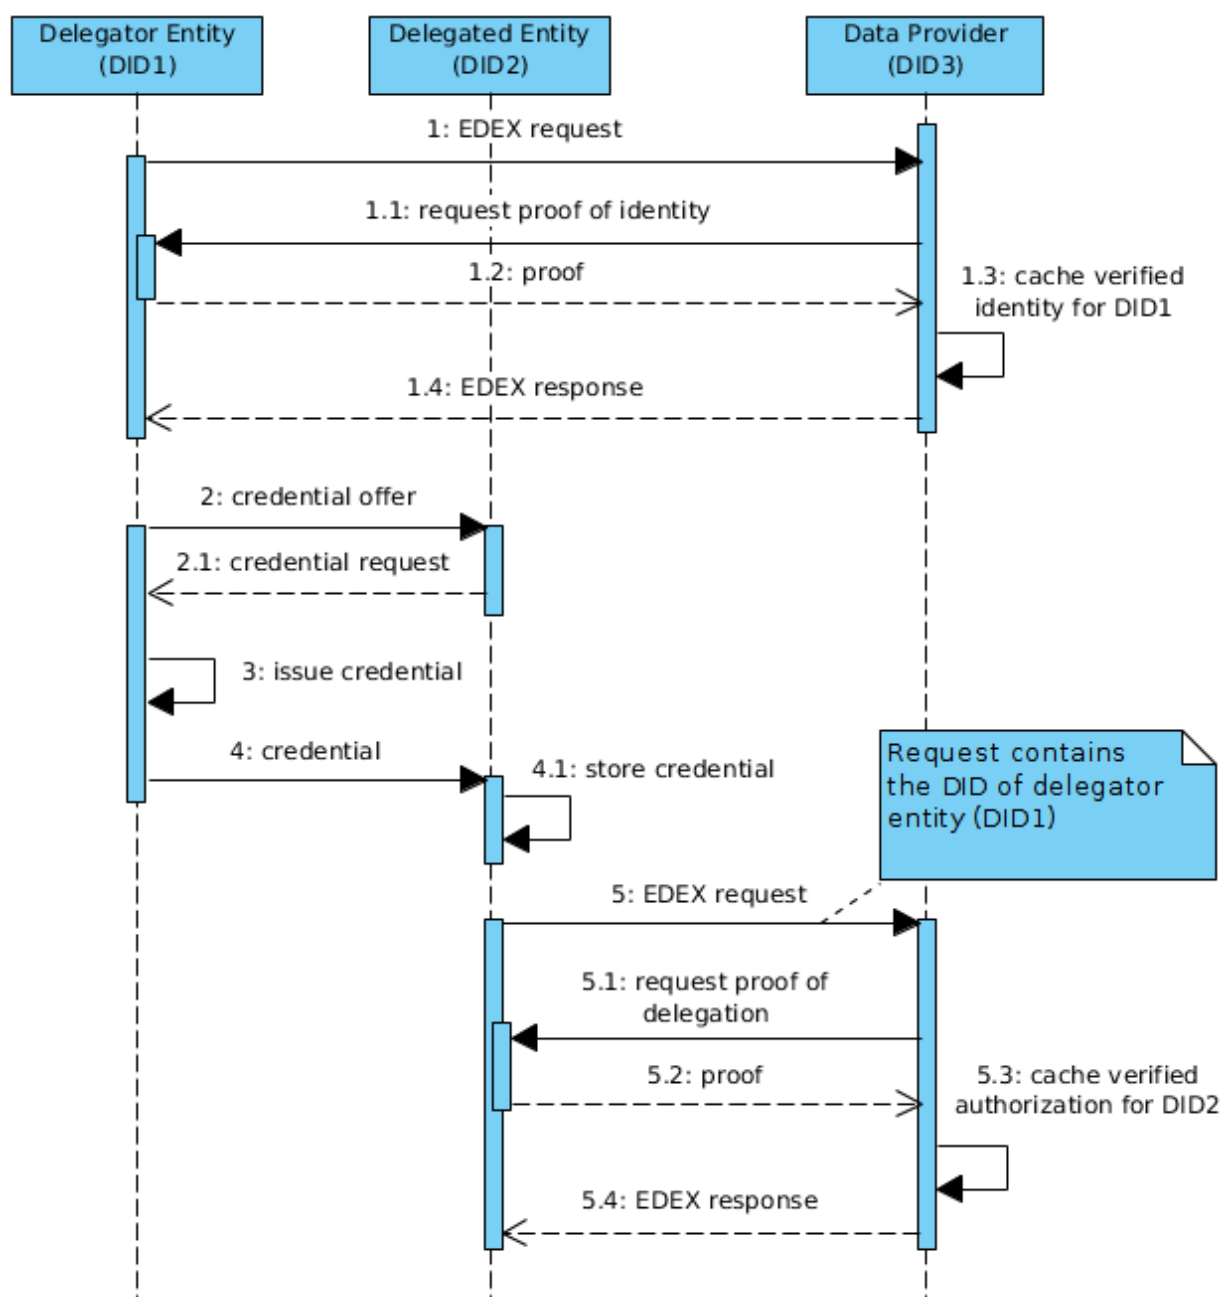 Delegator Entity
(DID1)
Delegated Entity
(DID2)
Data Provider
(DID3)
1: EDEX request
1.1: request proof of identity
1.2: proof
1.3: cache verified
identity for DID1
1.4: EDEX response
2: credential offer
2.1: credential request
3: issue credential
4: credential
4.1: store credential
Request contains
the DID of delegator
entity (DID1)
5: EDEX request
5.1: request proof of
delegation
5.2: proof
5.3: cache verified
authorization for DID2
5.4: EDEX response